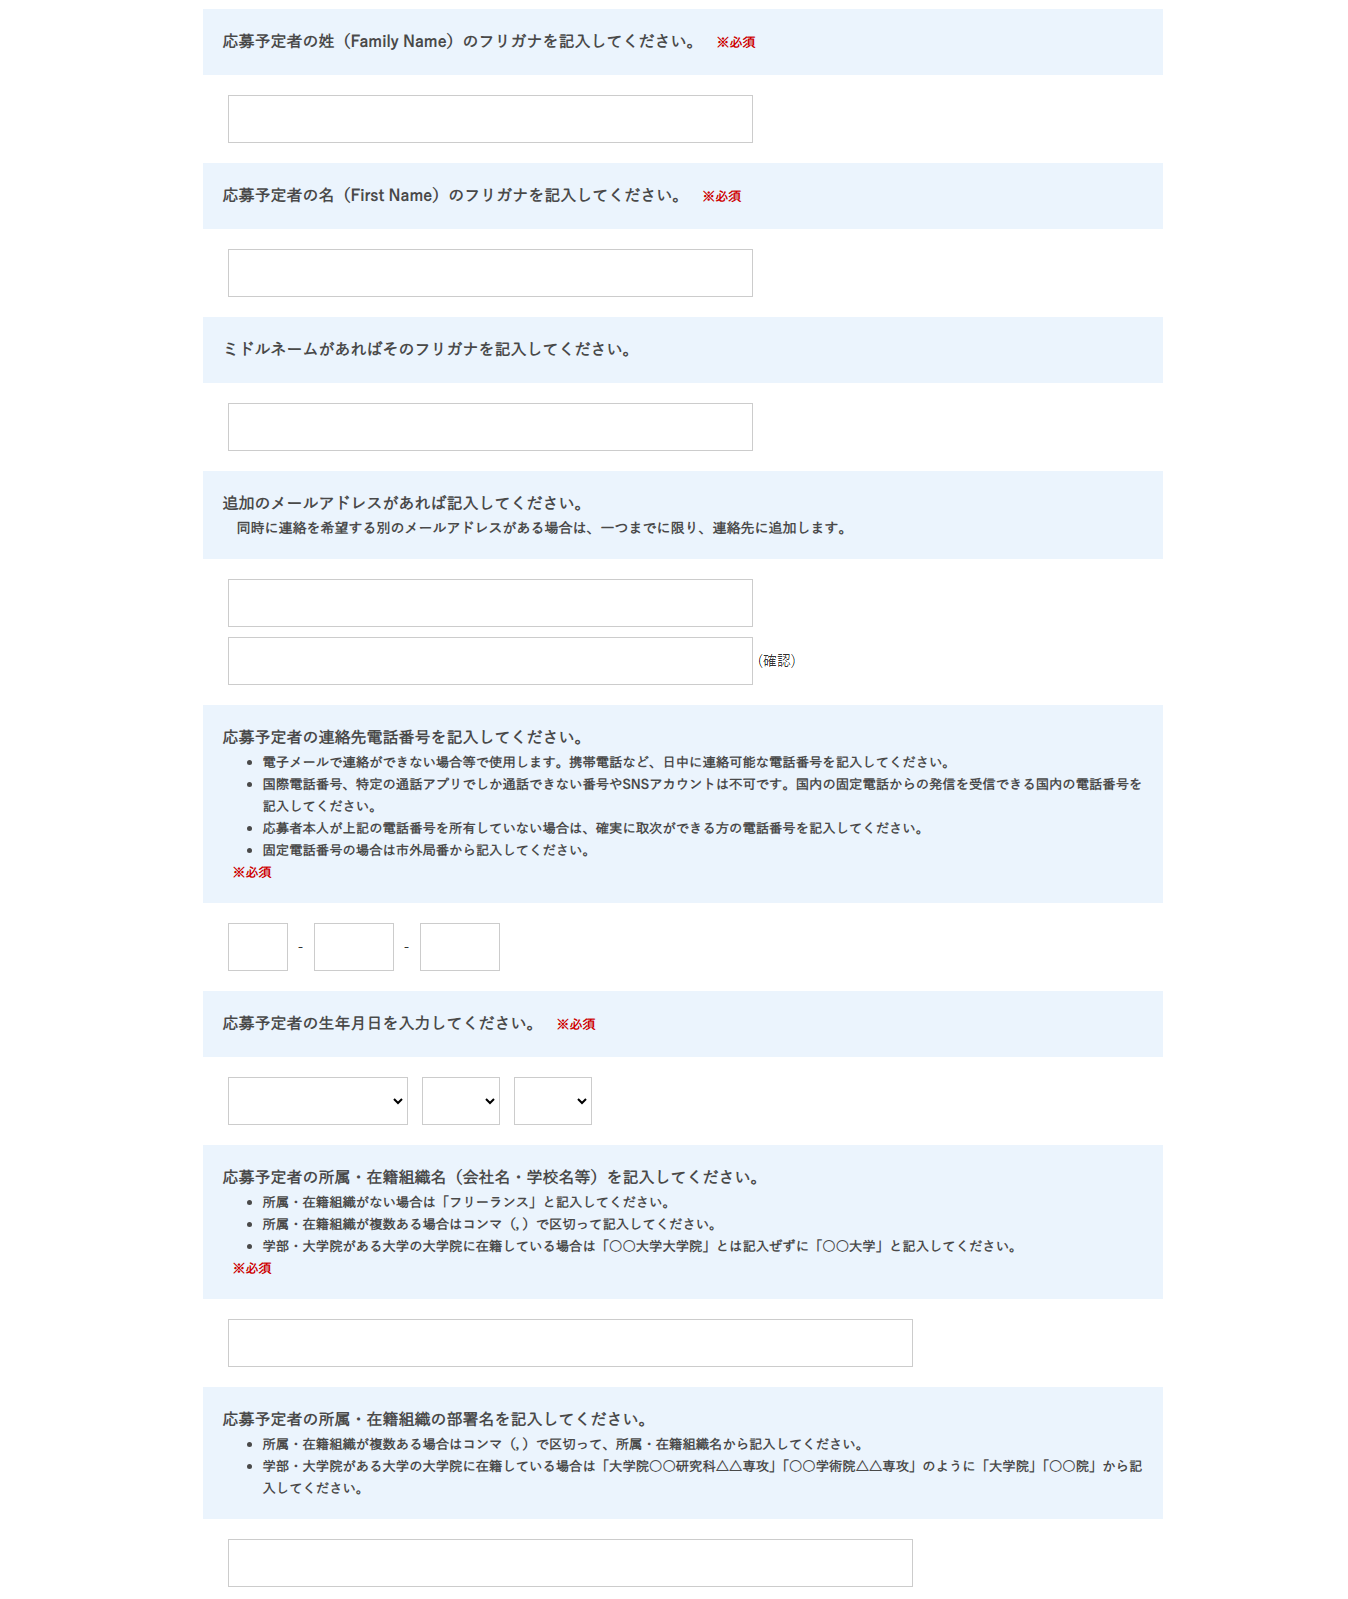 応募予定者の姓（Family Name）のフリガナを記入してください。 ※必須
応募予定者の名（First Name）のフリガナを記入してください。 ※必須
ミドルネームがあればそのフリガナを記入してください。
追加のメールアドレスがあれば記入してください。
同時に連絡を希望する別のメールアドレスがある場合は、一つまでに限り、連絡先に追加します。
（確認）
応募予定者の連絡先電話番号を記入してください。
• 電子メールで連絡ができない場合等で使用します。携帯電話など、日中に連絡可能な電話番号を記入してください。
• 国際電話番号、特定の通話アプリでしか通話できない番号やSNSアカウントは不可です。国内の固定電話からの発信を受信できる国内の電話番号を
記入してください。
• 応募者本人が上記の電話番号を所有していない場合は、確実に取次ができる方の電話番号を記入してください。
• 固定電話番号の場合は市外局番から記入してください。
※必須
- -
応募予定者の生年月日を入力してください。 ※必須
応募予定者の所属・在籍組織名（会社名・学校名等）を記入してください。
• 所属・在籍組織がない場合は「フリーランス」と記入してください。
• 所属・在籍組織が複数ある場合はコンマ（, ）で区切って記入してください。
• 学部・大学院がある大学の大学院に在籍している場合は「〇〇大学大学院」とは記入せずに「〇〇大学」と記入してください。
※必須
応募予定者の所属・在籍組織の部署名を記入してください。
• 所属・在籍組織が複数ある場合はコンマ（, ）で区切って、所属・在籍組織名から記入してください。
• 学部・大学院がある大学の大学院に在籍している場合は「大学院〇〇研究科△△専攻」「〇〇学術院△△専攻」のように「大学院」「〇〇院」から記
入してください。